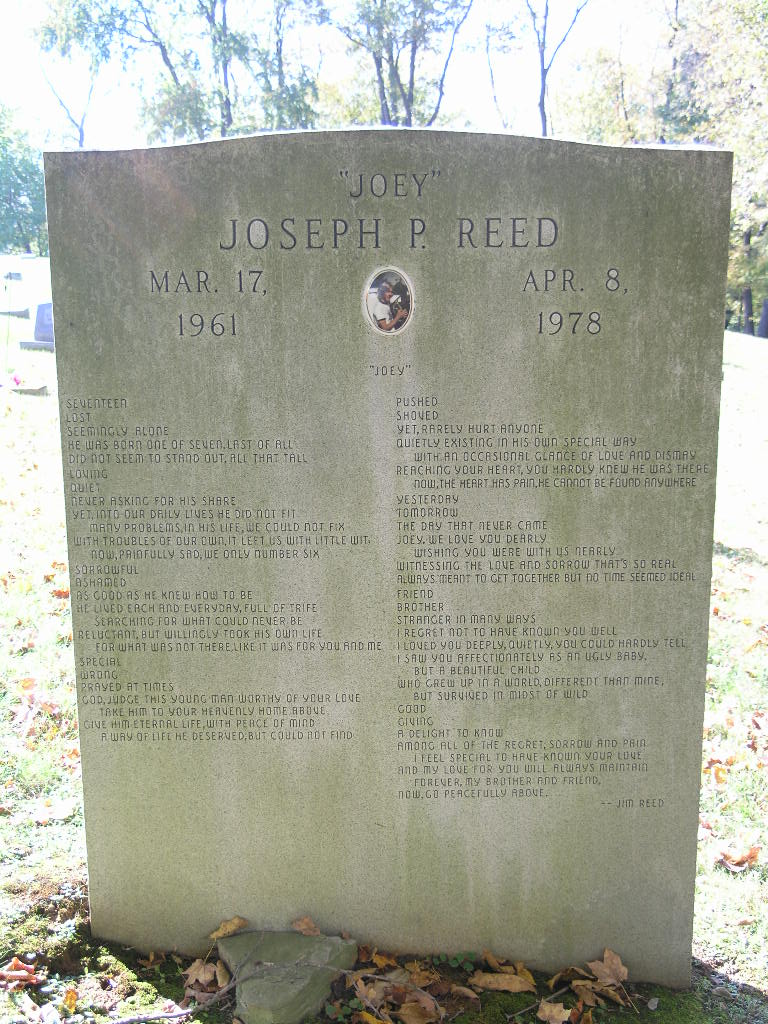 "JOEY"
JOSEPH P. REED
MAR. 17,
1961
APR. 8,
1978
"JOEY"
SEVENTEEN
LOST
SEEMINGLY ALONE
HE WAS BORN ONE OF SEVEN, LAST OF ALL
DID NOT SEEM TO STAND OUT, ALL THAT TALL
LOVING
QUIET
NEVER ASKING FOR HIS SHARE
YET, INTO OUR DAILY LIVES HE DID NOT FIT
MANY PROBLEMS, IN HIS LIFE, WE COULD NOT FIX
WITH TROUBLES OF OUR OWN, IT LEFT US WITH LITTLE WIT.
NOW, PAINFULLY SAD, WE ONLY NUMBER SIX
SORROWFUL
ASHAMED
AS GOOD AS HE KNEW HOW TO BE
HE LIVED EACH AND EVERYDAY, FULL OF TRIFE
SEARCHING FOR WHAT COULD NEVER BE
RELUCTANT, BUT WILLINGLY TOOK HIS OWN LIFE
FOR WHAT WAS NOT THERE, LIKE IT WAS FOR YOU AND ME
SPECIAL
WRONG
PRAYED AT TIMES
GOD, JUDGE THIS YOUNG MAN WORTHY OF YOUR LOVE
TAKE HIM TO YOUR HEAVENLY HOME ABOVE.
GIVE HIM ETERNAL LIFE, WITH PEACE OF MIND
A WAY OF LIFE HE DESERVED, BUT COULD NOT FIND
PUSHED
SHOVED
YET, RARELY HURT ANYONE
QUIETLY EXISTING IN HIS OWN SPECIAL WAY
WITH AN OCCASIONAL GLANCE OF LOVE AND DISMAY
REACHING YOUR HEART, YOU HARDLY KNEW HE WAS THERE
NOW, THE HEART HAS PAIN, HE CANNOT BE FOUND ANYWHERE
YESTERDAY
TOMORROW
THE DAY THAT NEVER CAME
JOEY, WE LOVE YOU DEARLY
WISHING YOU WERE WITH US NEARLY
WITNESSING THE LOVE AND SORROW THAT'S SO REAL
ALWAYS MEANT TO GET TOGETHER BUT NO TIME SEEMED IDEAL
FRIEND
BROTHER
STRANGER IN MANY WAYS
I REGRET NOT TO HAVE KNOWN YOU WELL
I LOVED YOU DEEPLY, QUIETLY, YOU COULD HARDLY TELL
I SAW YOU AFFECTIONATELY AS AN UGLY BABY,
BUT A BEAUTIFUL CHILD
WHO GREW UP IN A WORLD, DIFFERENT THAN MINE,
BUT SURVIVED IN MIDST OF WILD
GOOD
GIVING
A DELIGHT TO KNOW
AMONG ALL OF THE REGRET, SORROW AND PAIN
I FEEL SPECIAL TO HAVE KNOWN YOUR LOVE
AND MY LOVE FOR YOU WILL ALWAYS MAINTAIN
FOREVER, MY BROTHER AND FRIEND,
NOW, GO PEACEFULLY ABOVE.
-- JIM REED